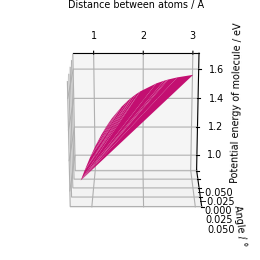 Distance between atoms / A
1 2 3
Potential energy of molecule / eV
1.6
1.4
1.2
1.0
-0.050
-0.025
0.000
0.025
0.050
Angle / °